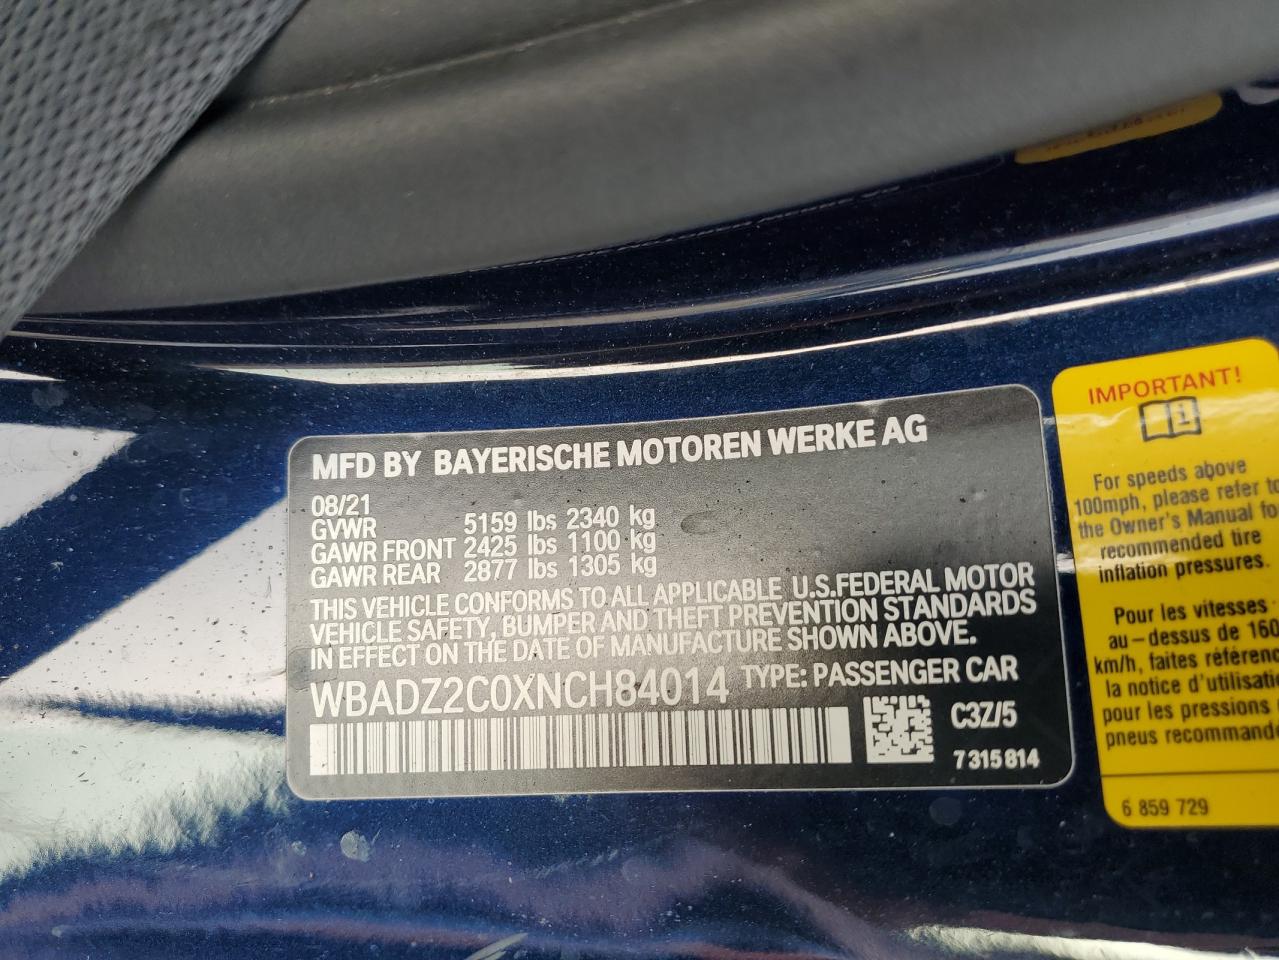 MFD BY BAYERISCHE MOTOREN WERKE AG
08/21
GVWR 5159 lbs 2340 kg
GAWR FRONT 2425 lbs 1100 kg
GAWR REAR 2877 lbs 1305 kg
THIS VEHICLE CONFORMS TO ALL APPLICABLE U.S.FEDERAL MOTOR
VEHICLE SAFETY, BUMPER AND THEFT PREVENTION STANDARDS
IN EFFECT ON THE DATE OF MANUFACTURE SHOWN ABOVE.
WBADZ2C0XNCH84014 TYPE: PASSENGER CAR
C3Z/5
7 315 814
IMPORTANT!
For speeds above
100mph, please refer to
the Owner's Manual fo
recommended tire
inflation pressures.
Pour les vitesses
au-dessus de 160
km/h, faites référenc
la notice d'utilisati
pour les pressions
pneus recommandé
6 859 729